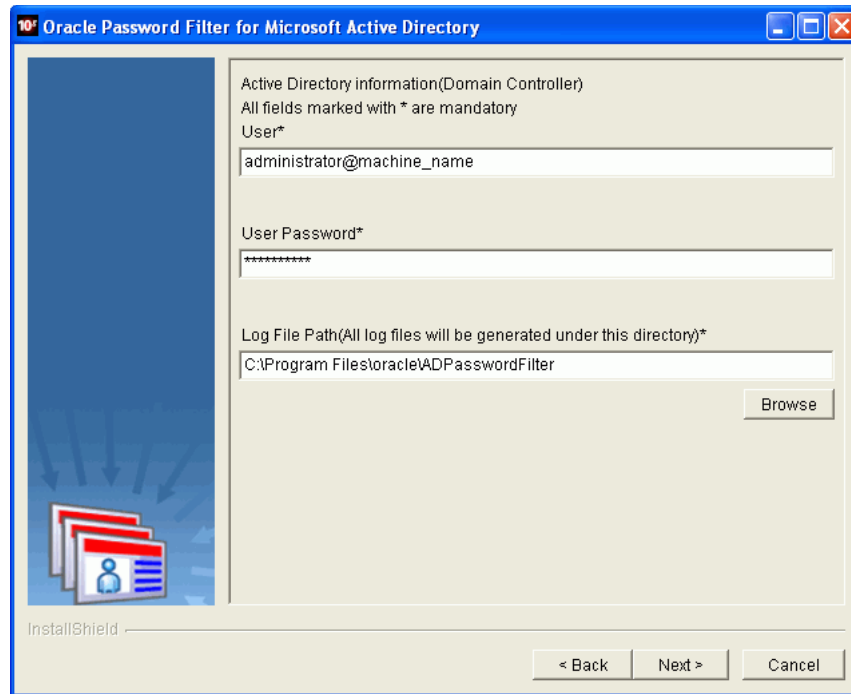 10g Oracle Password Filter for Microsoft Active Directory
Active Directory information(Domain Controller)
All fields marked with * are mandatory
User*
administrator@machine_name
User Password*
**********
Log File Path(All log files will be generated under this directory)*
C:\Program Files\oracle\ADPasswordFilter
Browse
InstallShield
< Back
Next >
Cancel